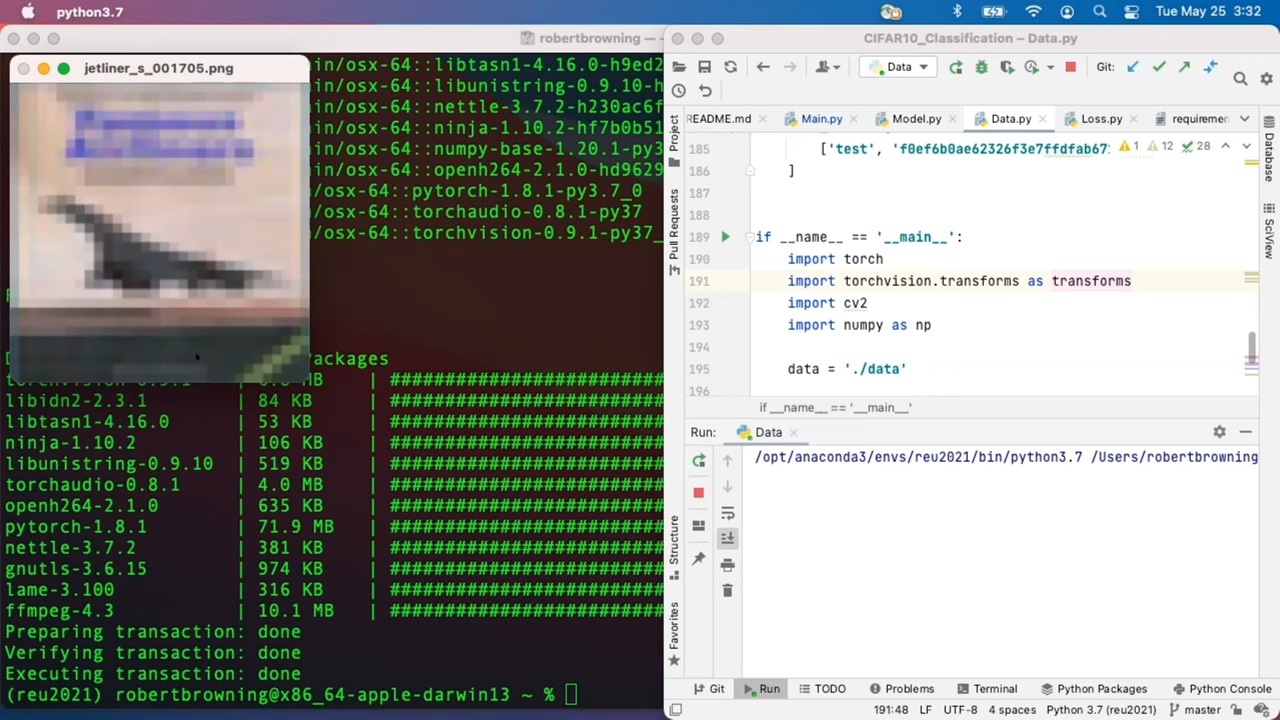 python3.7
Tue May 25 3:32
robertbrowning — -
CIFAR10_Classification – Data.py
jetliner_s_001705.png
in/osx-64::libtasn1-4.16.0-h9ed2
in/osx-64::libunistring-0.9.10-h
in/osx-64::nettle-3.7.2-h230ac6f
in/osx-64::ninja-1.10.2-hf7b0b51
in/osx-64::numpy-base-1.20.1-py3
in/osx-64::openh264-2.1.0-hd9629
/osx-64::pytorch-1.8.1-py3.7_0
/osx-64::torchaudio-0.8.1-py37
/osx-64::torchvision-0.9.1-py37_
ackages
libidn2-2.3.1 | 84 KB | ##########################
libtasn1-4.16.0 | 53 KB | ##########################
ninja-1.10.2 | 106 KB | ##########################
libunistring-0.9.10 | 519 KB | ##########################
torchaudio-0.8.1 | 4.0 MB | ##########################
openh264-2.1.0 | 635 KB | ##########################
pytorch-1.8.1 | 71.9 MB | ##########################
nettle-3.7.2 | 381 KB | ##########################
gnutls-3.6.15 | 974 KB | ##########################
lame-3.100 | 316 KB | ##########################
ffmpeg-4.3 | 10.1 MB | ##########################
Preparing transaction: done
Verifying transaction: done
Executing transaction: done
(reu2021) robertbrowning@x86_64-apple-darwin13 ~ %
Data
Git:
README.md Main.py Model.py Data.py Loss.py requiremen
Project
Pull Requests
Structure
Favorites
Database
SciView
1 12 28
185 ['test', 'f0ef6b0ae62326f3e7ffdfab67
186 ]
187
188
189 if __name__ == '__main__':
190 import torch
191 import torchvision.transforms as transforms
192 import cv2
193 import numpy as np
194
195 data = './data'
196
if __name__ == '__main__'
Run: Data
/opt/anaconda3/envs/reu2021/bin/python3.7 /Users/robertbrowning
Git Run TODO Problems Terminal Python Packages Python Console
191:48 LF UTF-8 4 spaces Python 3.7 (reu2021) master